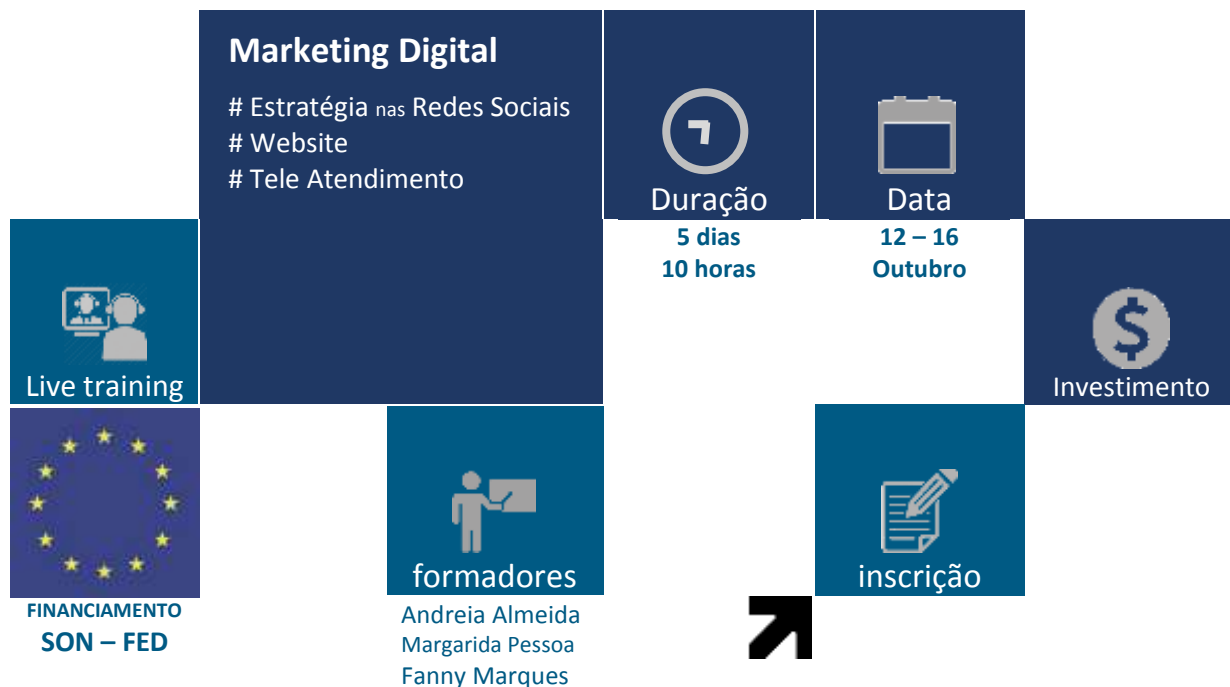 Marketing Digital
# Estratégia nas Redes Sociais
# Website
# Tele Atendimento
Duração
5 dias
10 horas
Data
12 – 16
Outubro
Live training
Investimento
FINANCIAMENTO
SON – FED
formadores
Andreia Almeida
Margarida Pessoa
Fanny Marques
inscrição